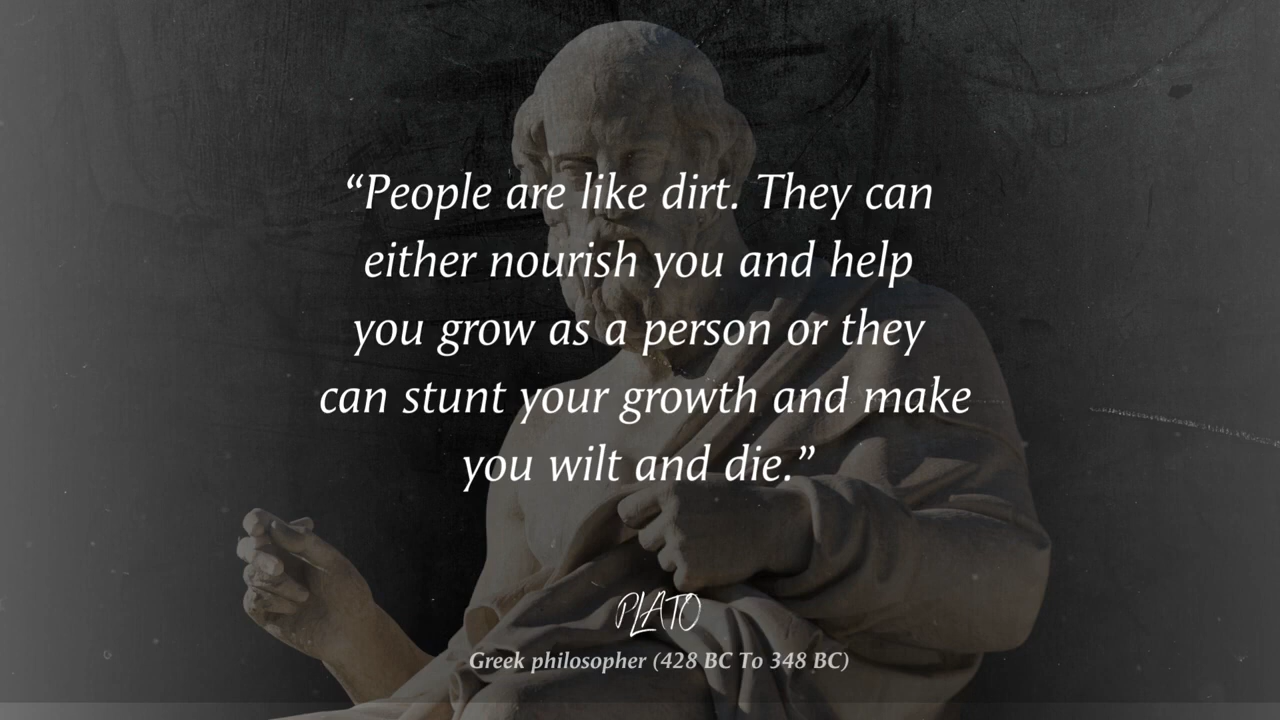 “People are like dirt. They can
either nourish you and help
you grow as a person or they
can stunt your growth and make
you wilt and die.”
PLATO
Greek philosopher (428 BC To 348 BC)